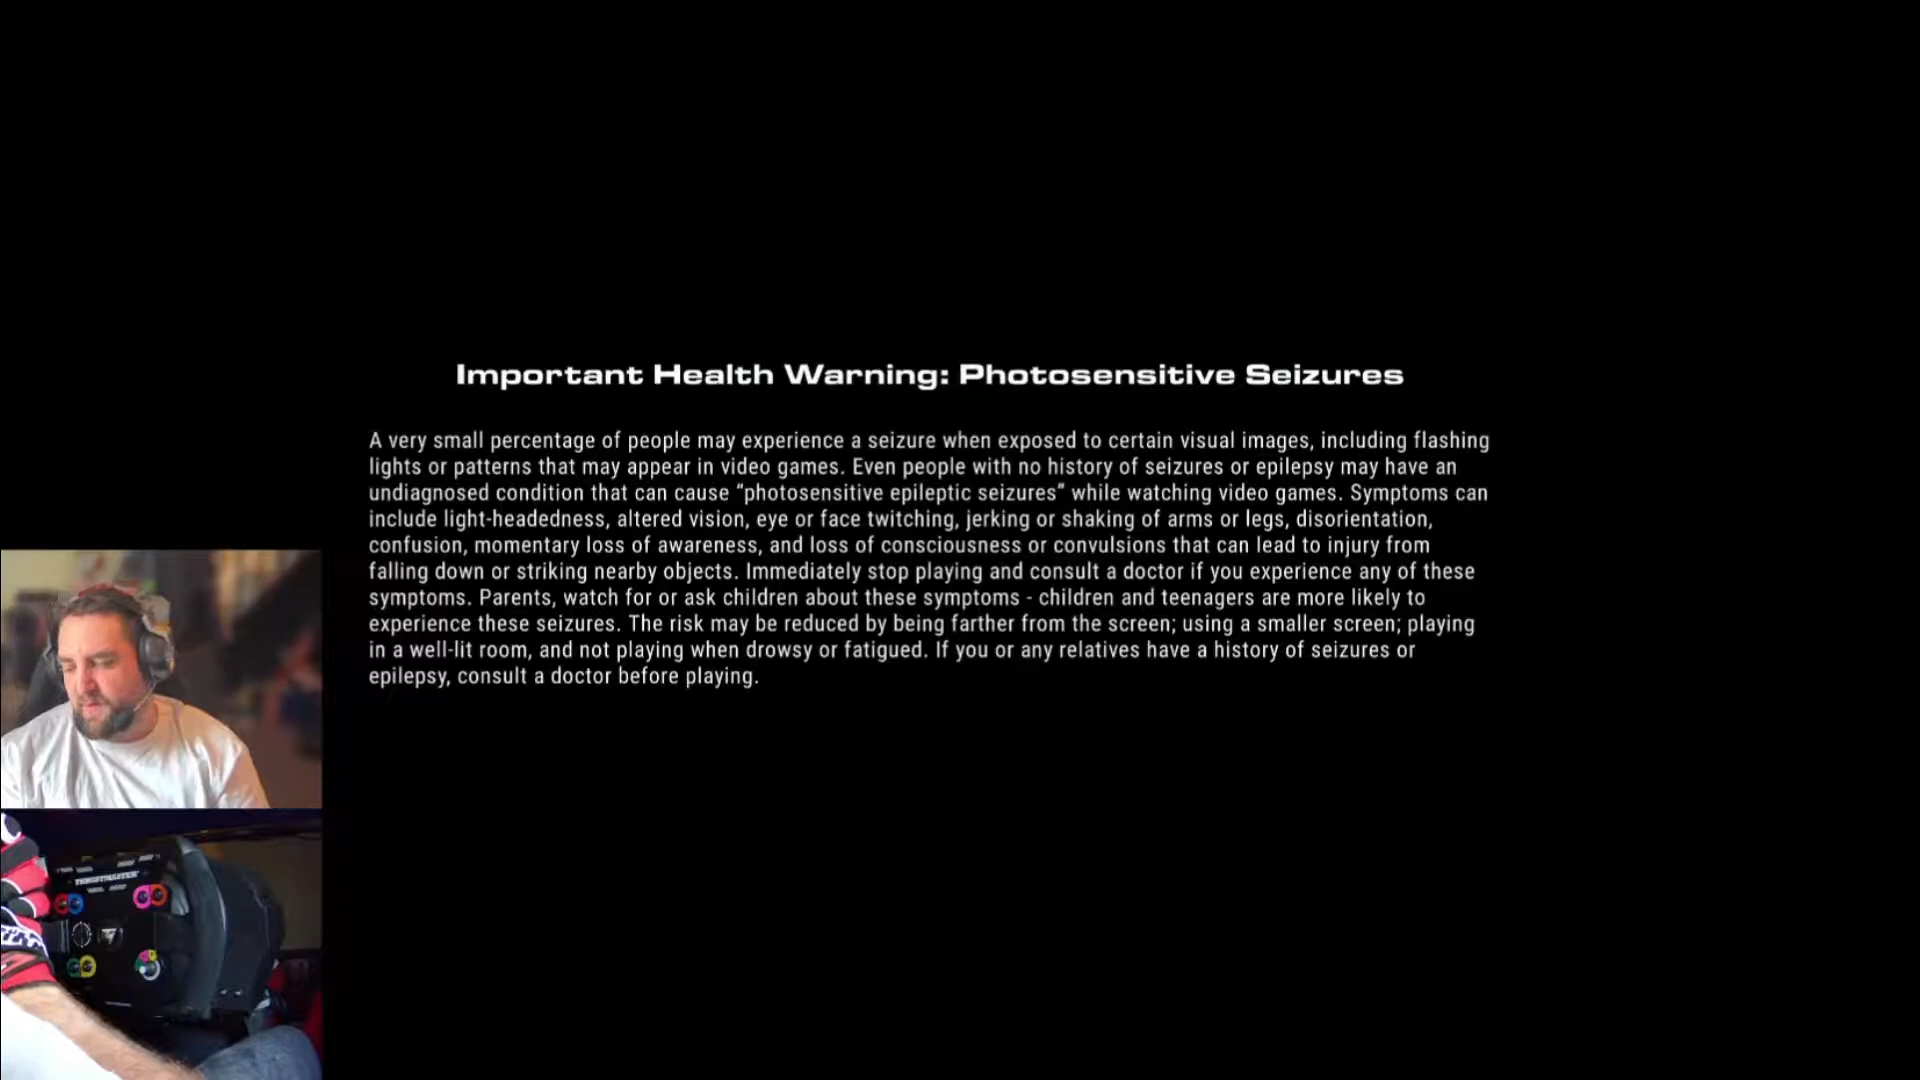 Important Health Warning: Photosensitive Seizures
A very small percentage of people may experience a seizure when exposed to certain visual images, including flashing
lights or patterns that may appear in video games. Even people with no history of seizures or epilepsy may have an
undiagnosed condition that can cause “photosensitive epileptic seizures” while watching video games. Symptoms can
include light-headedness, altered vision, eye or face twitching, jerking or shaking of arms or legs, disorientation,
confusion, momentary loss of awareness, and loss of consciousness or convulsions that can lead to injury from
falling down or striking nearby objects. Immediately stop playing and consult a doctor if you experience any of these
symptoms. Parents, watch for or ask children about these symptoms - children and teenagers are more likely to
experience these seizures. The risk may be reduced by being farther from the screen; using a smaller screen; playing
in a well-lit room, and not playing when drowsy or fatigued. If you or any relatives have a history of seizures or
epilepsy, consult a doctor before playing.
THRUSTMASTER